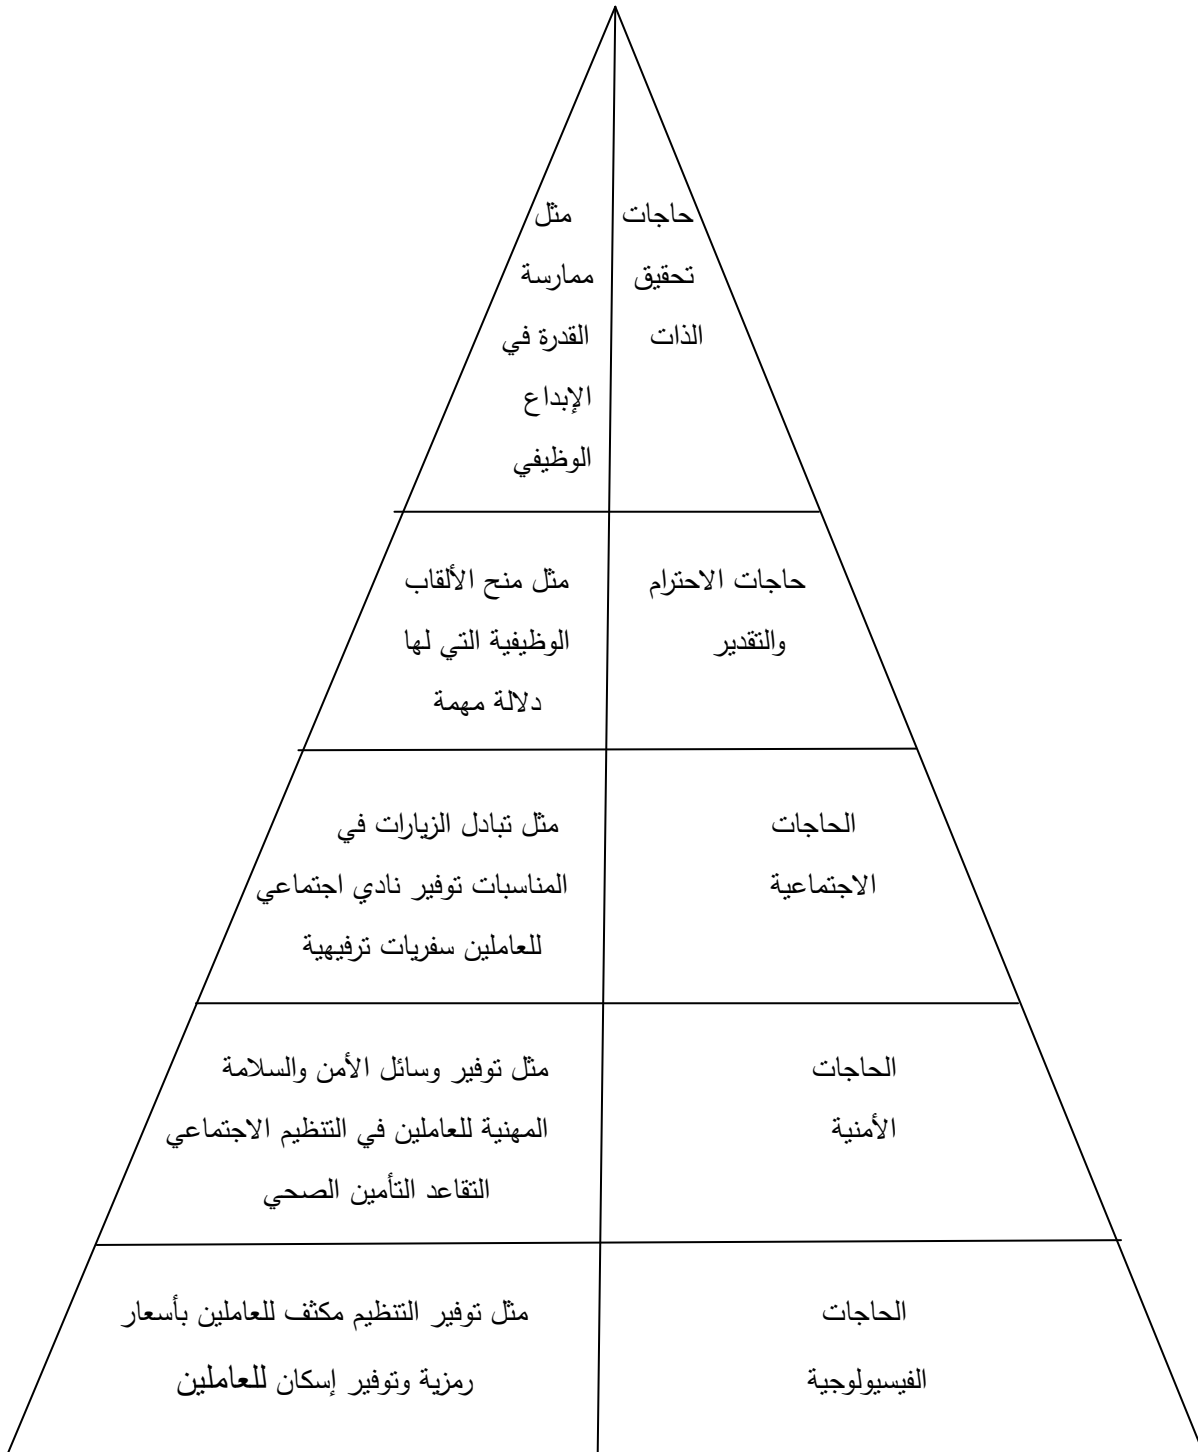 حاجات
تحقيق
الذات
مثل
ممارسة
القدرة في
الإبداع
الوظيفي
حاجات الاحترام
والتقدير
مثل منح الألقاب
الوظيفية التي لها
دلالة مهمة
الحاجات
الاجتماعية
مثل تبادل الزيارات في
المناسبات توفير نادي اجتماعي
للعاملين سفريات ترفيهية
الحاجات
الأمنية
مثل توفير وسائل الأمن والسلامة
المهنية للعاملين في التنظيم الاجتماعي
التقاعد التأمين الصحي
الحاجات
الفيسيولوجية
مثل توفير التنظيم مكثف للعاملين بأسعار
رمزية وتوفير إسكان للعاملين